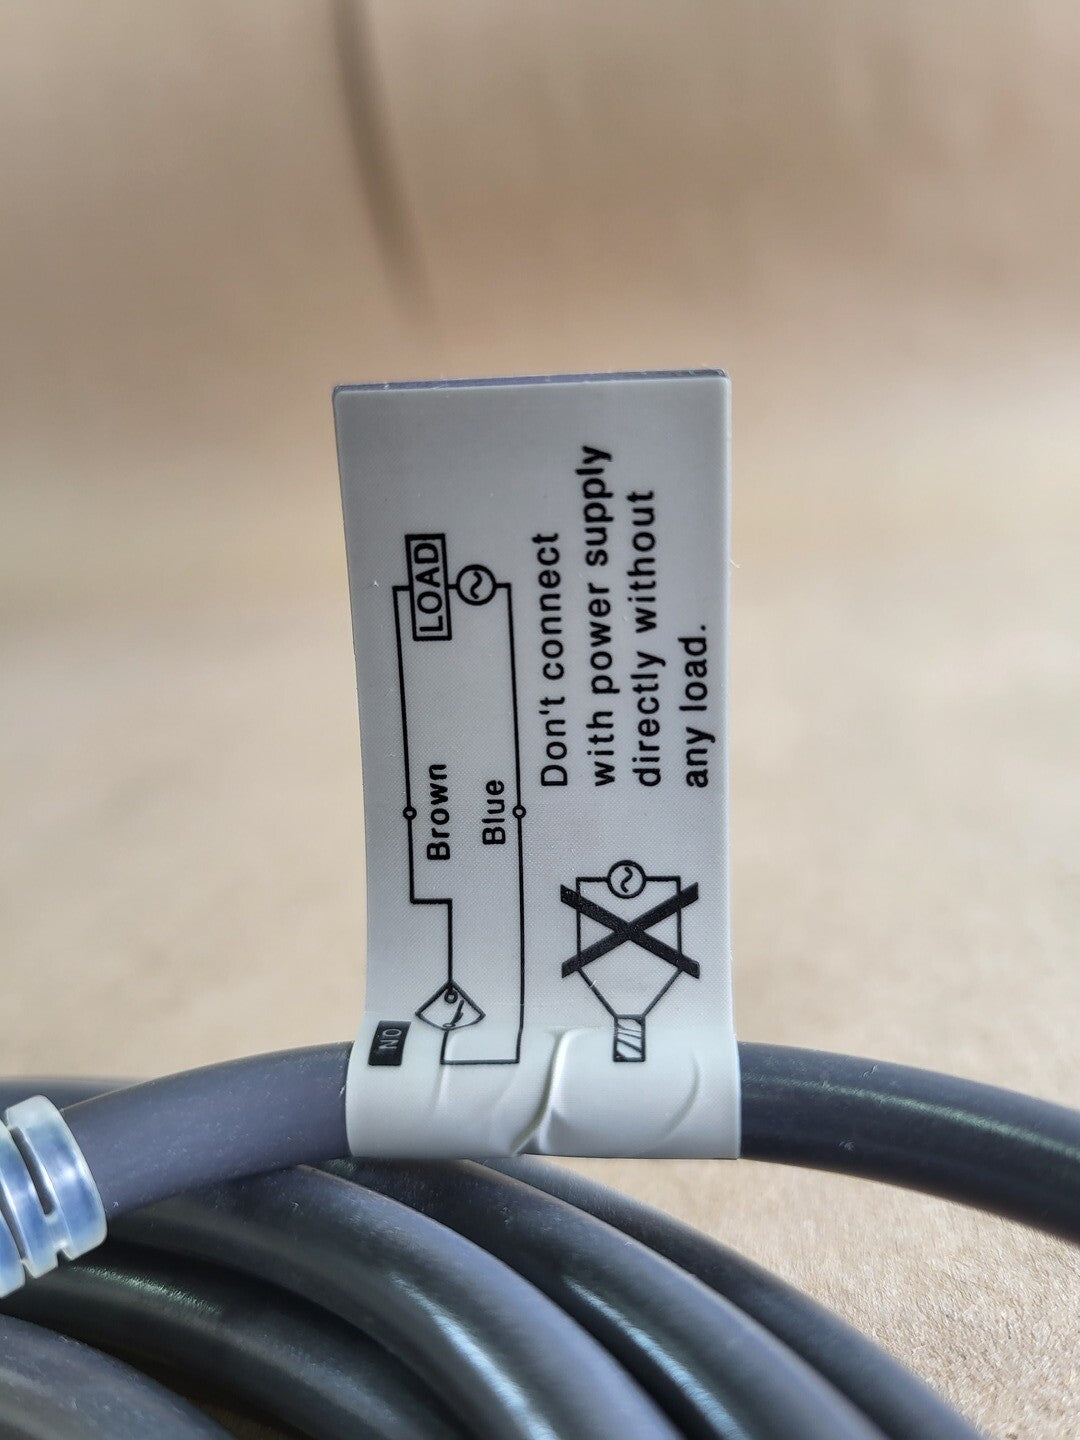 NO
Brown
Blue
LOAD
Don't connect
with power supply
directly without
any load.